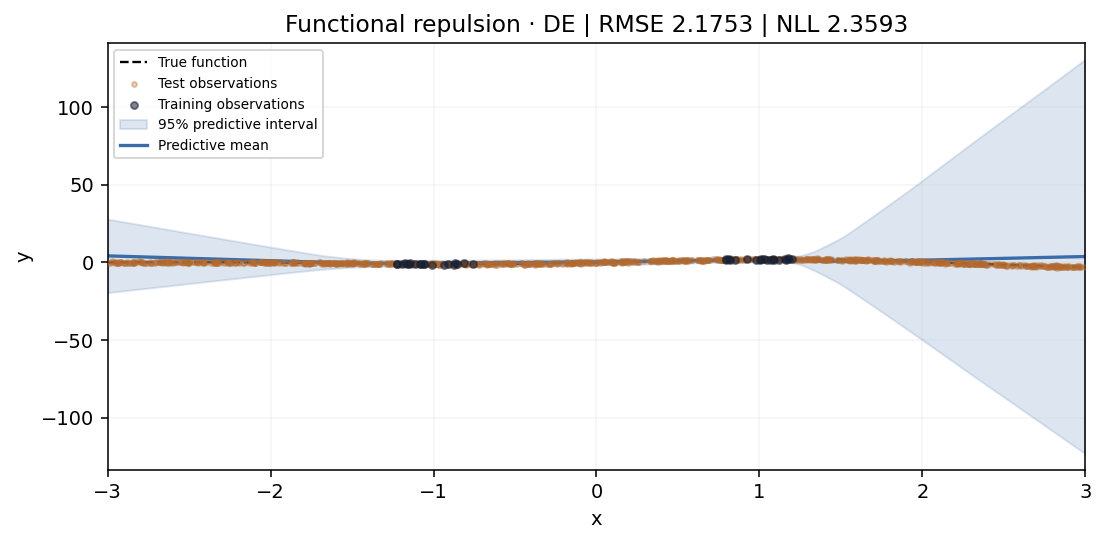 Functional repulsion · DE | RMSE 2.1753 | NLL 2.3593
True function
Test observations
Training observations
95% predictive interval
Predictive mean
y
100
50
0
−50
−100
−3
−2
−1
0
1
2
3
x